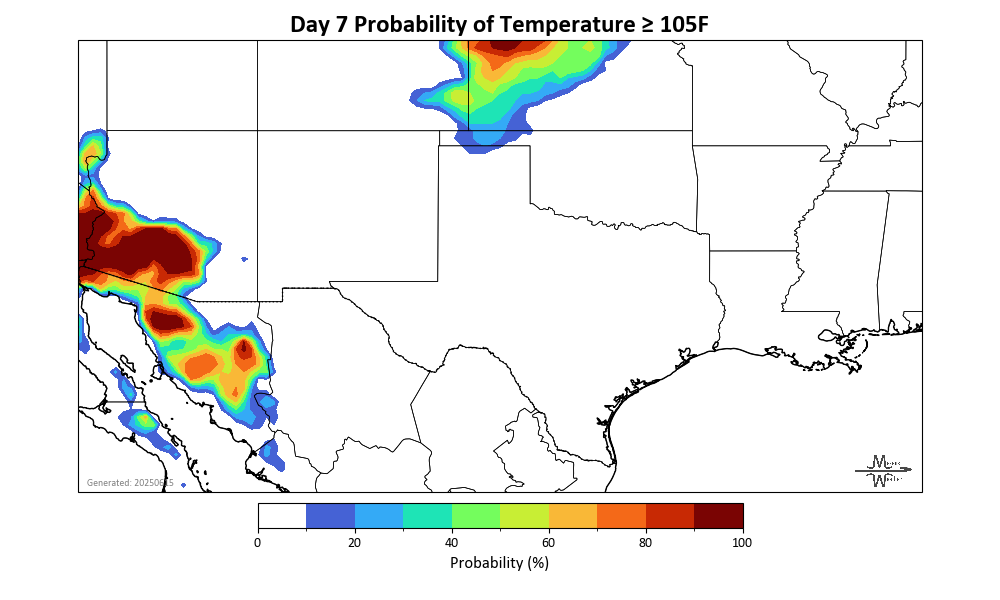 Day 7 Probability of Temperature ≥ 105F
Generated: 20250615
0 20 40 60 80 100
Probability (%)